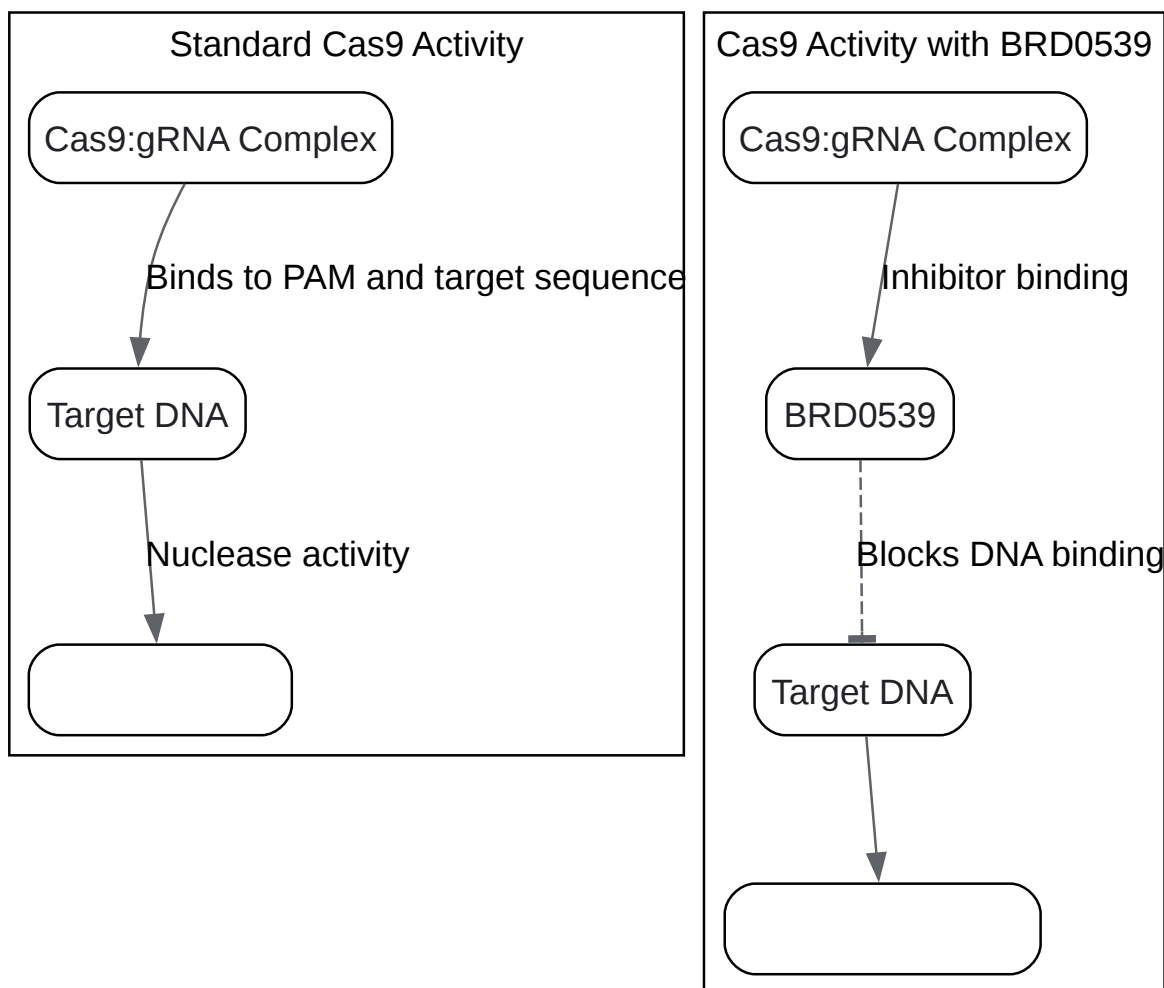 Standard Cas9 Activity
Cas9:gRNA Complex
Binds to PAM and target sequence
Target DNA
Nuclease activity
Cas9 Activity with BRD0539
Cas9:gRNA Complex
Inhibitor binding
BRD0539
Blocks DNA binding
Target DNA